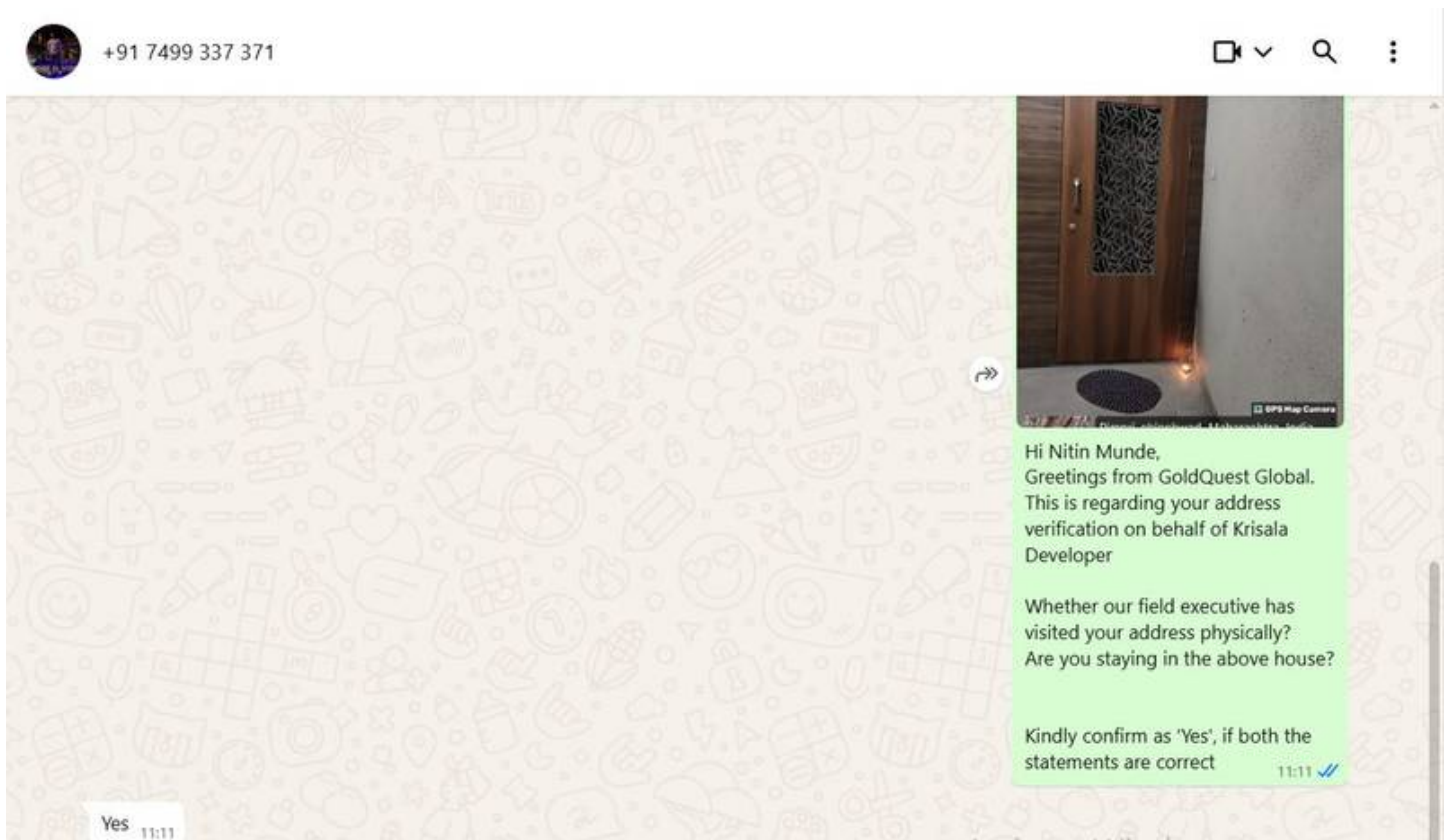 +91 7499 337 371
GPS Map Camera
Hi Nitin Munde,
Greetings from GoldQuest Global.
This is regarding your address
verification on behalf of Krisala
Developer
Whether our field executive has
visited your address physically?
Are you staying in the above house?
Kindly confirm as 'Yes', if both the
statements are correct
11:11
Yes 11:11